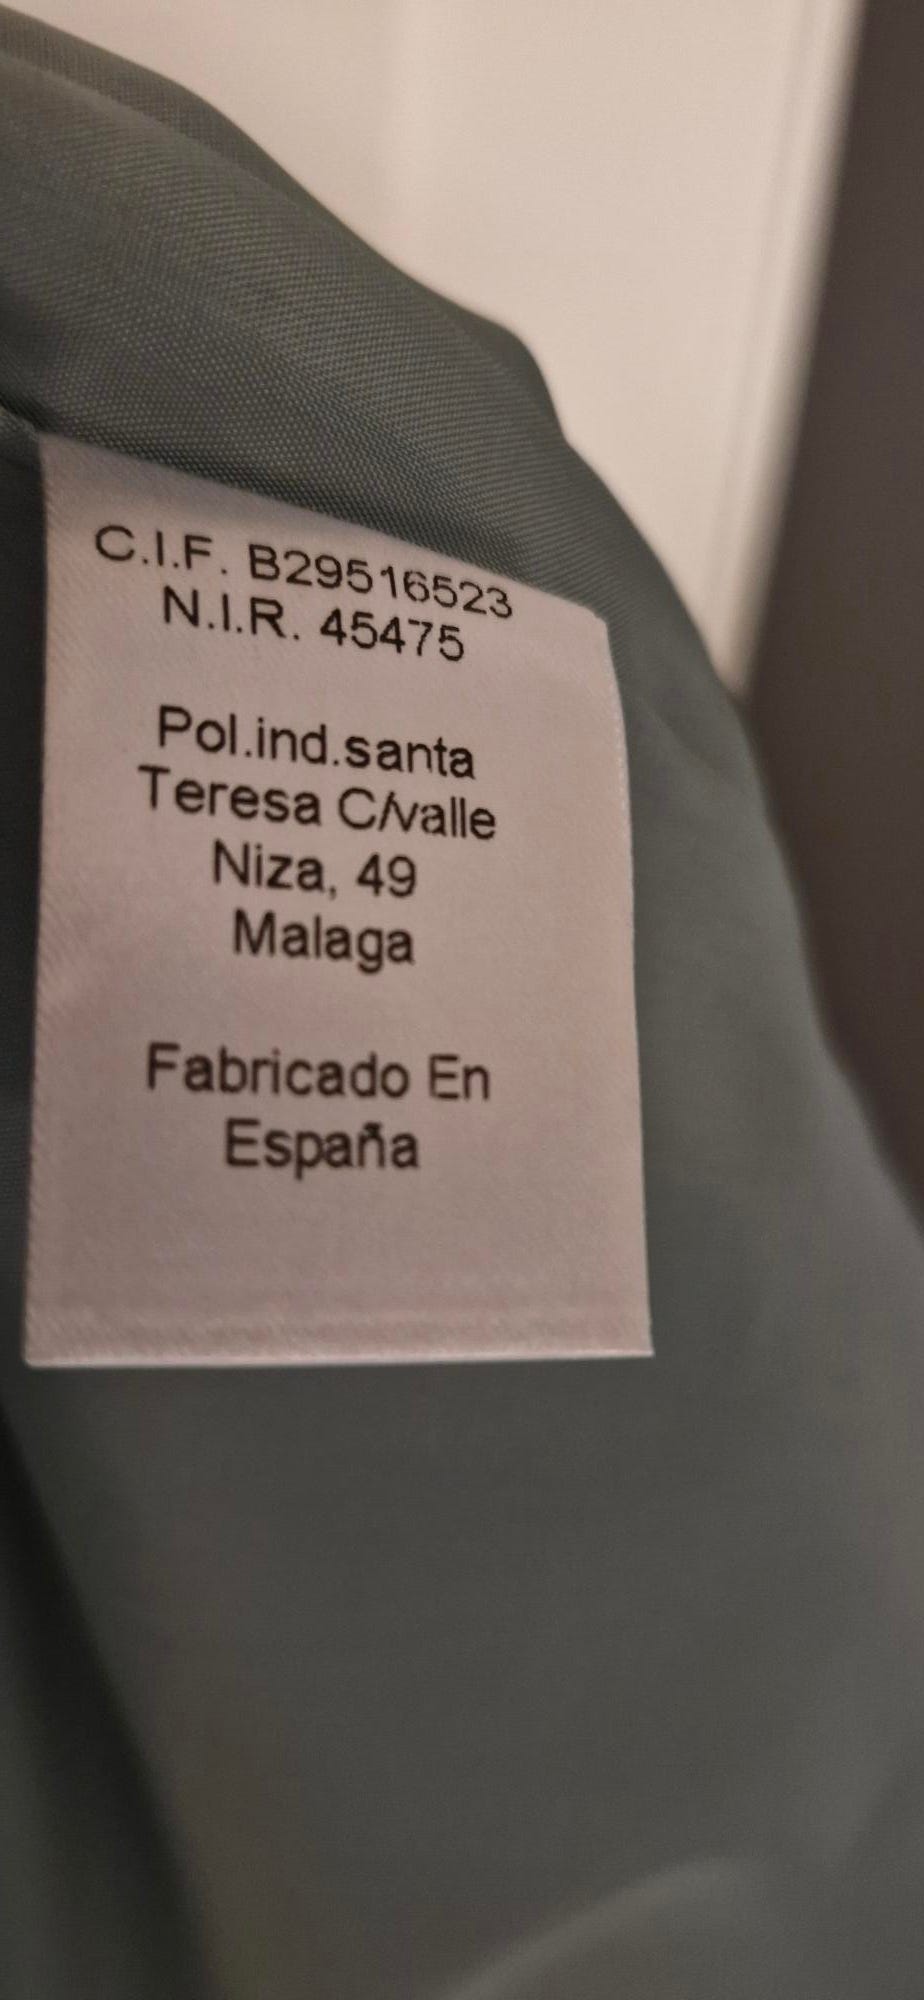 C.I.F. B29516523
N.I.R. 45475
Pol.ind.santa
Teresa C/valle
Niza, 49
Malaga
Fabricado En
España